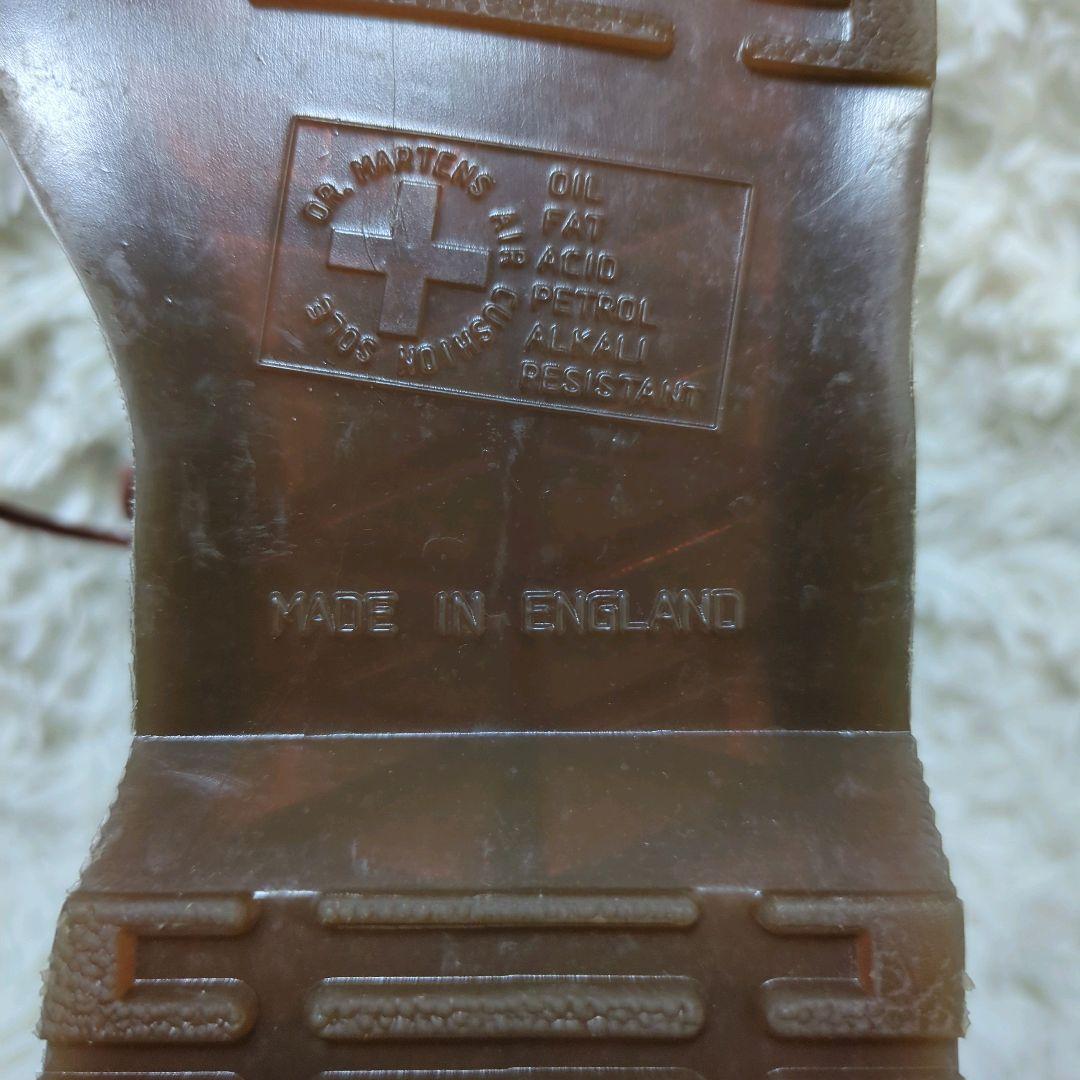 DR. MARTENS AIR CUSHION SOLE
OIL
FAT
ACID
PETROL
ALKALI
RESISTANT
MADE IN ENGLAND